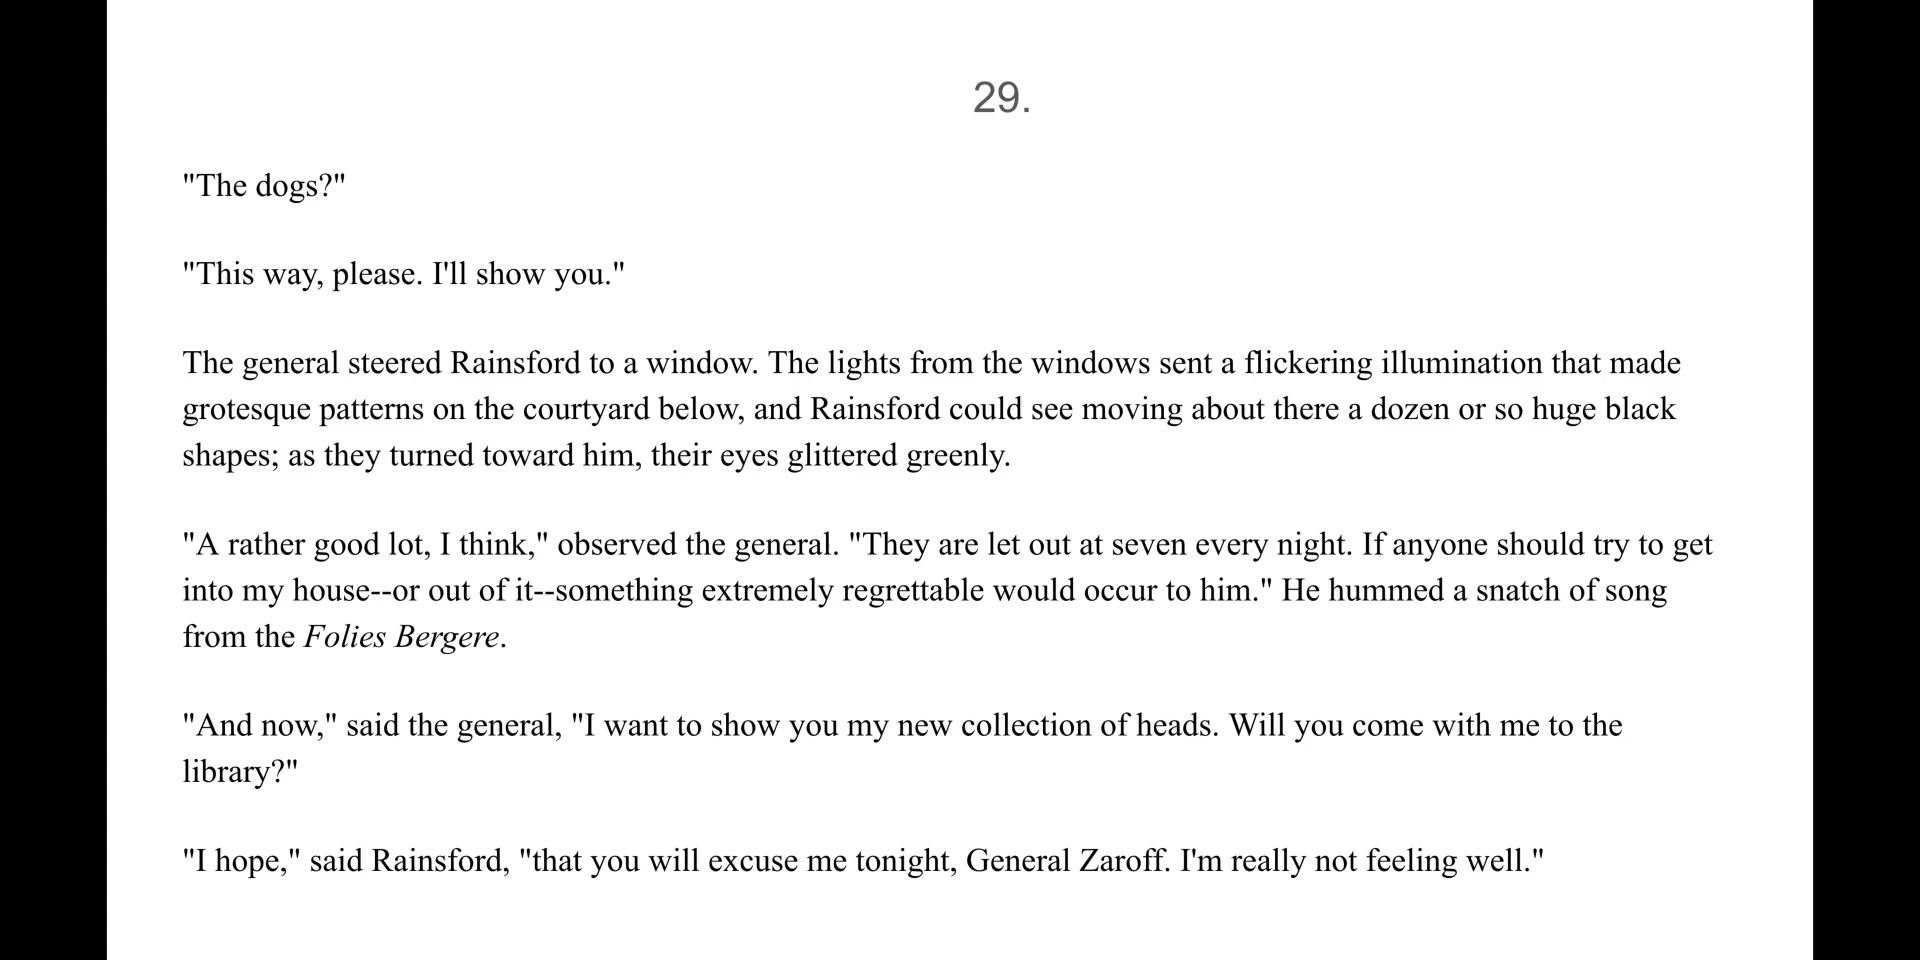 29.
"The dogs?"
"This way, please. I'll show you."
The general steered Rainsford to a window. The lights from the windows sent a flickering illumination that made
grotesque patterns on the courtyard below, and Rainsford could see moving about there a dozen or so huge black
shapes; as they turned toward him, their eyes glittered greenly.
"A rather good lot, I think," observed the general. "They are let out at seven every night. If anyone should try to get
into my house--or out of it--something extremely regrettable would occur to him." He hummed a snatch of song
from the Folies Bergere.
"And now," said the general, "I want to show you my new collection of heads. Will you come with me to the
library?"
"I hope," said Rainsford, "that you will excuse me tonight, General Zaroff. I'm really not feeling well."